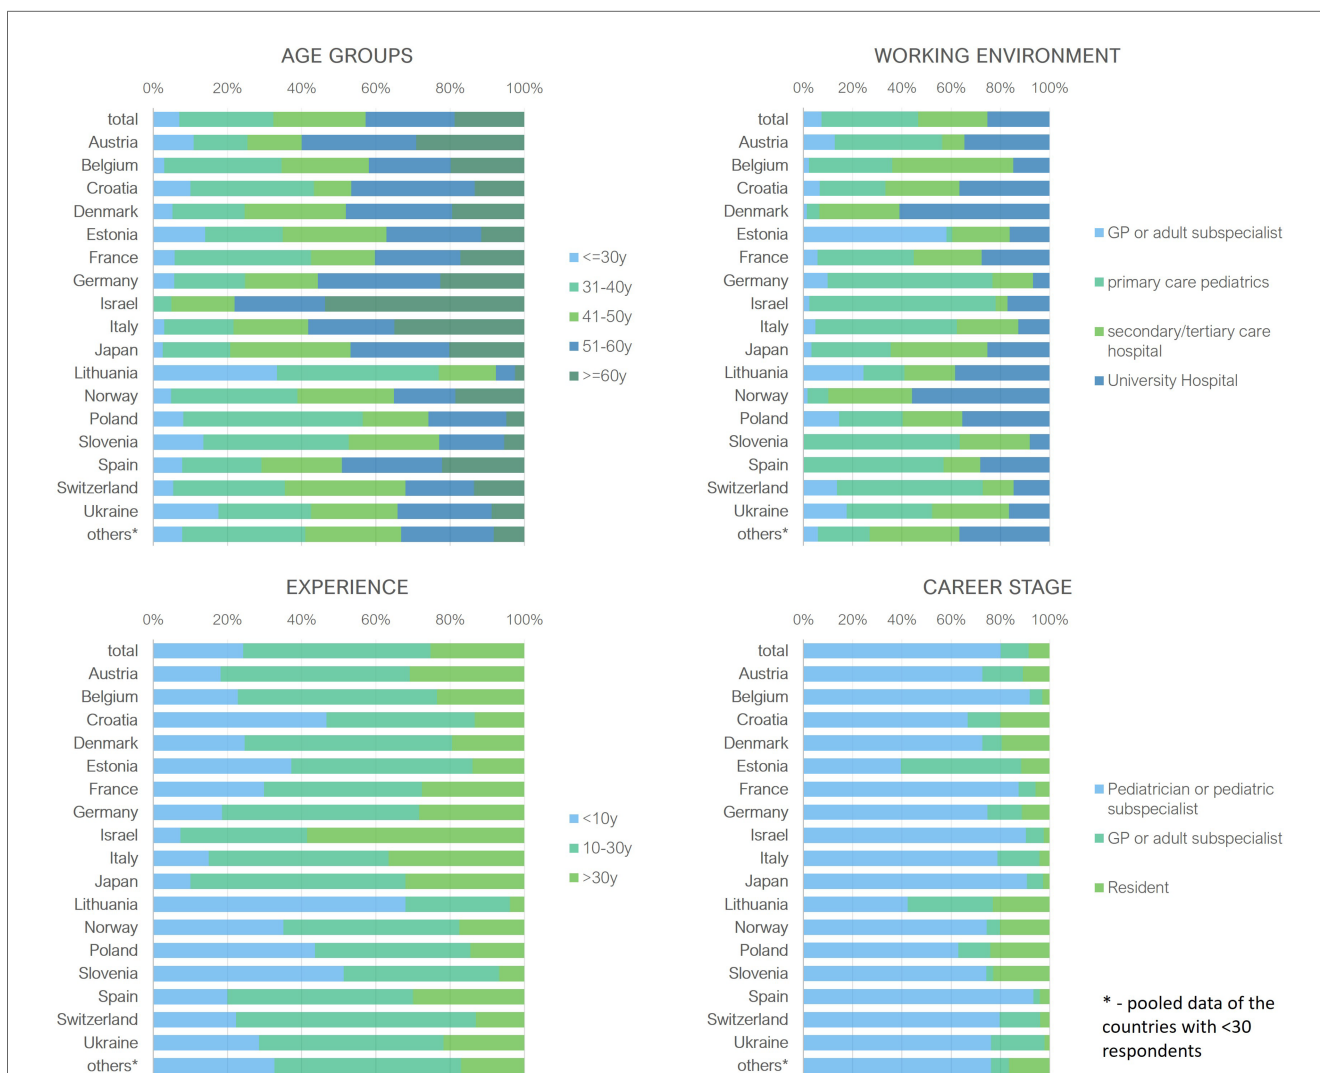 AGE GROUPS
0% 20% 40% 60% 80% 100%
total
Austria
Belgium
Croatia
Denmark
Estonia
France
Germany
Israel
Italy
Japan
Lithuania
Norway
Poland
Slovenia
Spain
Switzerland
Ukraine
others*
<=30y
31-40y
41-50y
51-60y
>=60y
WORKING ENVIRONMENT
0% 20% 40% 60% 80% 100%
total
Austria
Belgium
Croatia
Denmark
Estonia
France
Germany
Israel
Italy
Japan
Lithuania
Norway
Poland
Slovenia
Spain
Switzerland
Ukraine
others*
GP or adult subspecialist
primary care pediatrics
secondary/tertiary care
hospital
University Hospital
EXPERIENCE
0% 20% 40% 60% 80% 100%
total
Austria
Belgium
Croatia
Denmark
Estonia
France
Germany
Israel
Italy
Japan
Lithuania
Norway
Poland
Slovenia
Spain
Switzerland
Ukraine
others*
<10y
10-30y
>30y
CAREER STAGE
0% 20% 40% 60% 80% 100%
total
Austria
Belgium
Croatia
Denmark
Estonia
France
Germany
Israel
Italy
Japan
Lithuania
Norway
Poland
Slovenia
Spain
Switzerland
Ukraine
others*
Pediatrician or pediatric
subspecialist
GP or adult subspecialist
Resident
* - pooled data of the
countries with <30
respondents